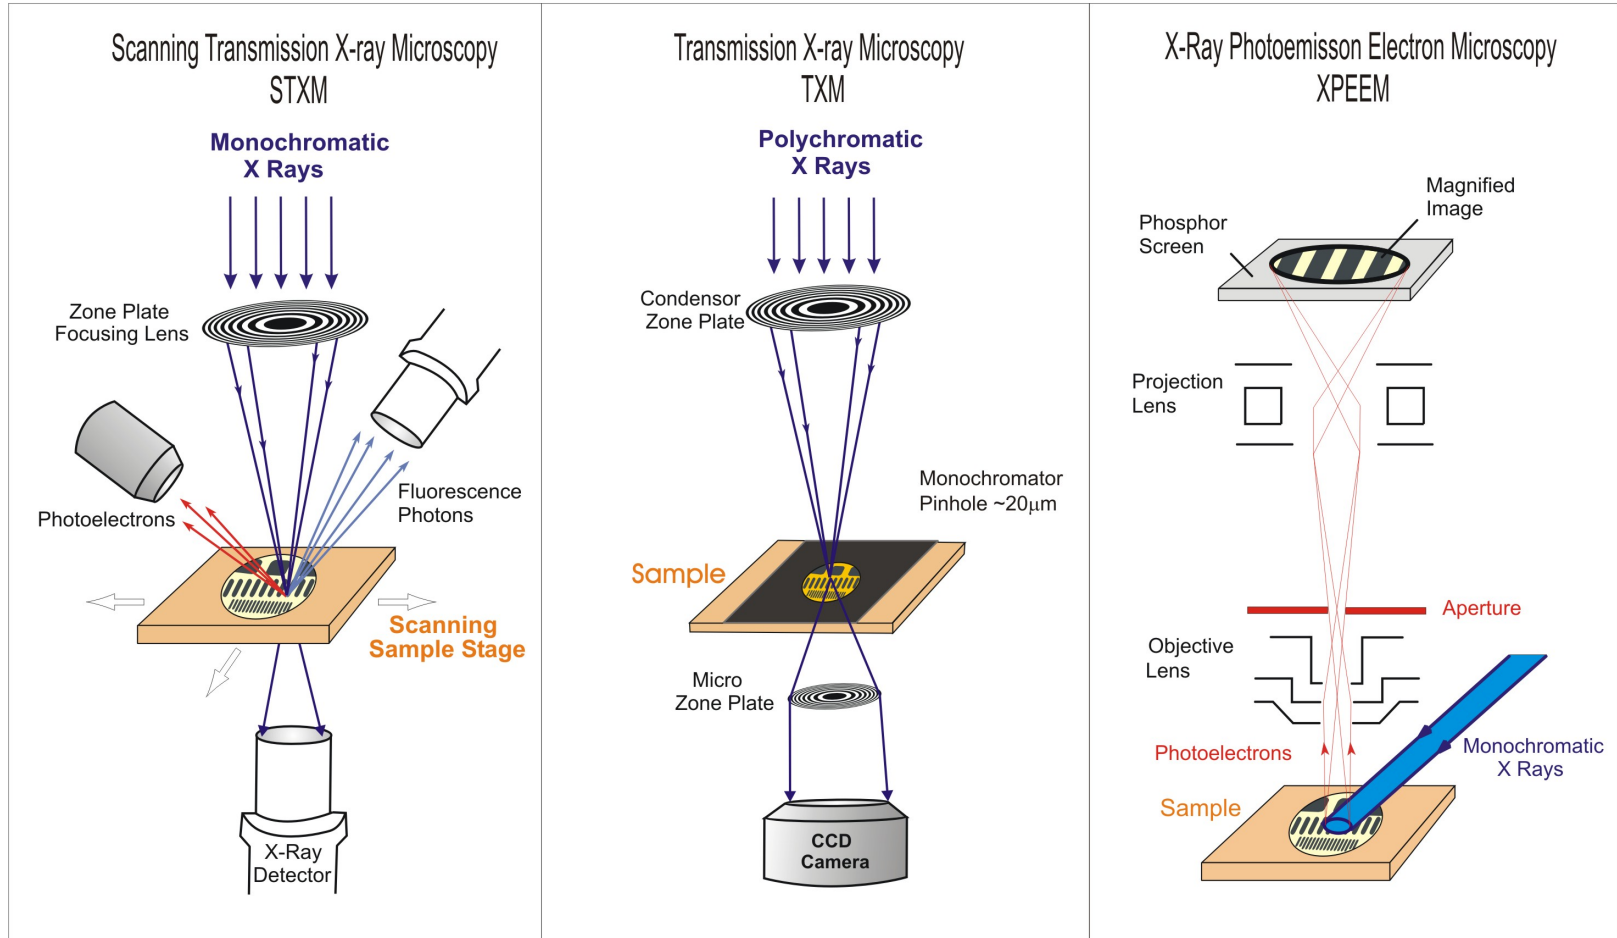 Scanning Transmission X-ray Microscopy
STXM
Monochromatic
X Rays
Zone Plate
Focusing Lens
Photoelectrons
Fluorescence
Photons
Scanning
Sample Stage
X-Ray
Detector
Transmission X-ray Microscopy
TXM
Polychromatic
X Rays
Condensor
Zone Plate
Monochromator
Pinhole ~20μm
Sample
Micro
Zone Plate
CCD
Camera
X-Ray Photoemisson Electron Microscopy
XPEEM
Magnified
Image
Phosphor
Screen
Projection
Lens
Aperture
Objective
Lens
Photoelectrons
Monochromatic
X Rays
Sample